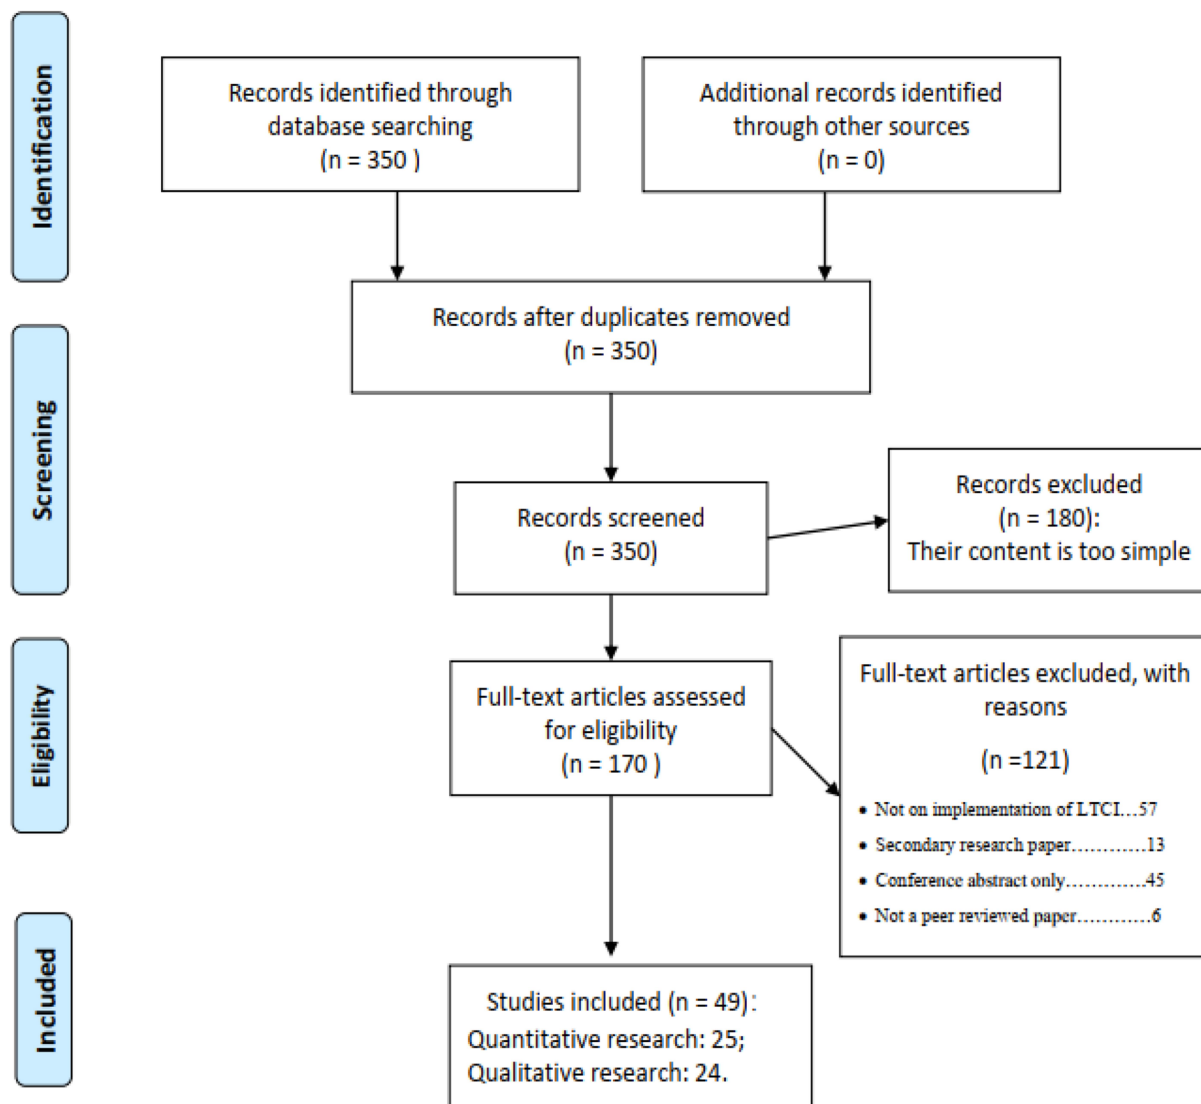 Identification
Records identified through
database searching
(n = 350 )
Additional records identified
through other sources
(n = 0)
Records after duplicates removed
(n = 350)
Screening
Records screened
(n = 350)
Records excluded
(n = 180):
Their content is too simple
Eligibility
Full-text articles assessed
for eligibility
(n = 170 )
Full-text articles excluded, with
reasons
(n =121)
• Not on implementation of LTCI...57
• Secondary research paper............13
• Conference abstract only.............45
• Not a peer reviewed paper............6
Included
Studies included (n = 49):
Quantitative research: 25;
Qualitative research: 24.